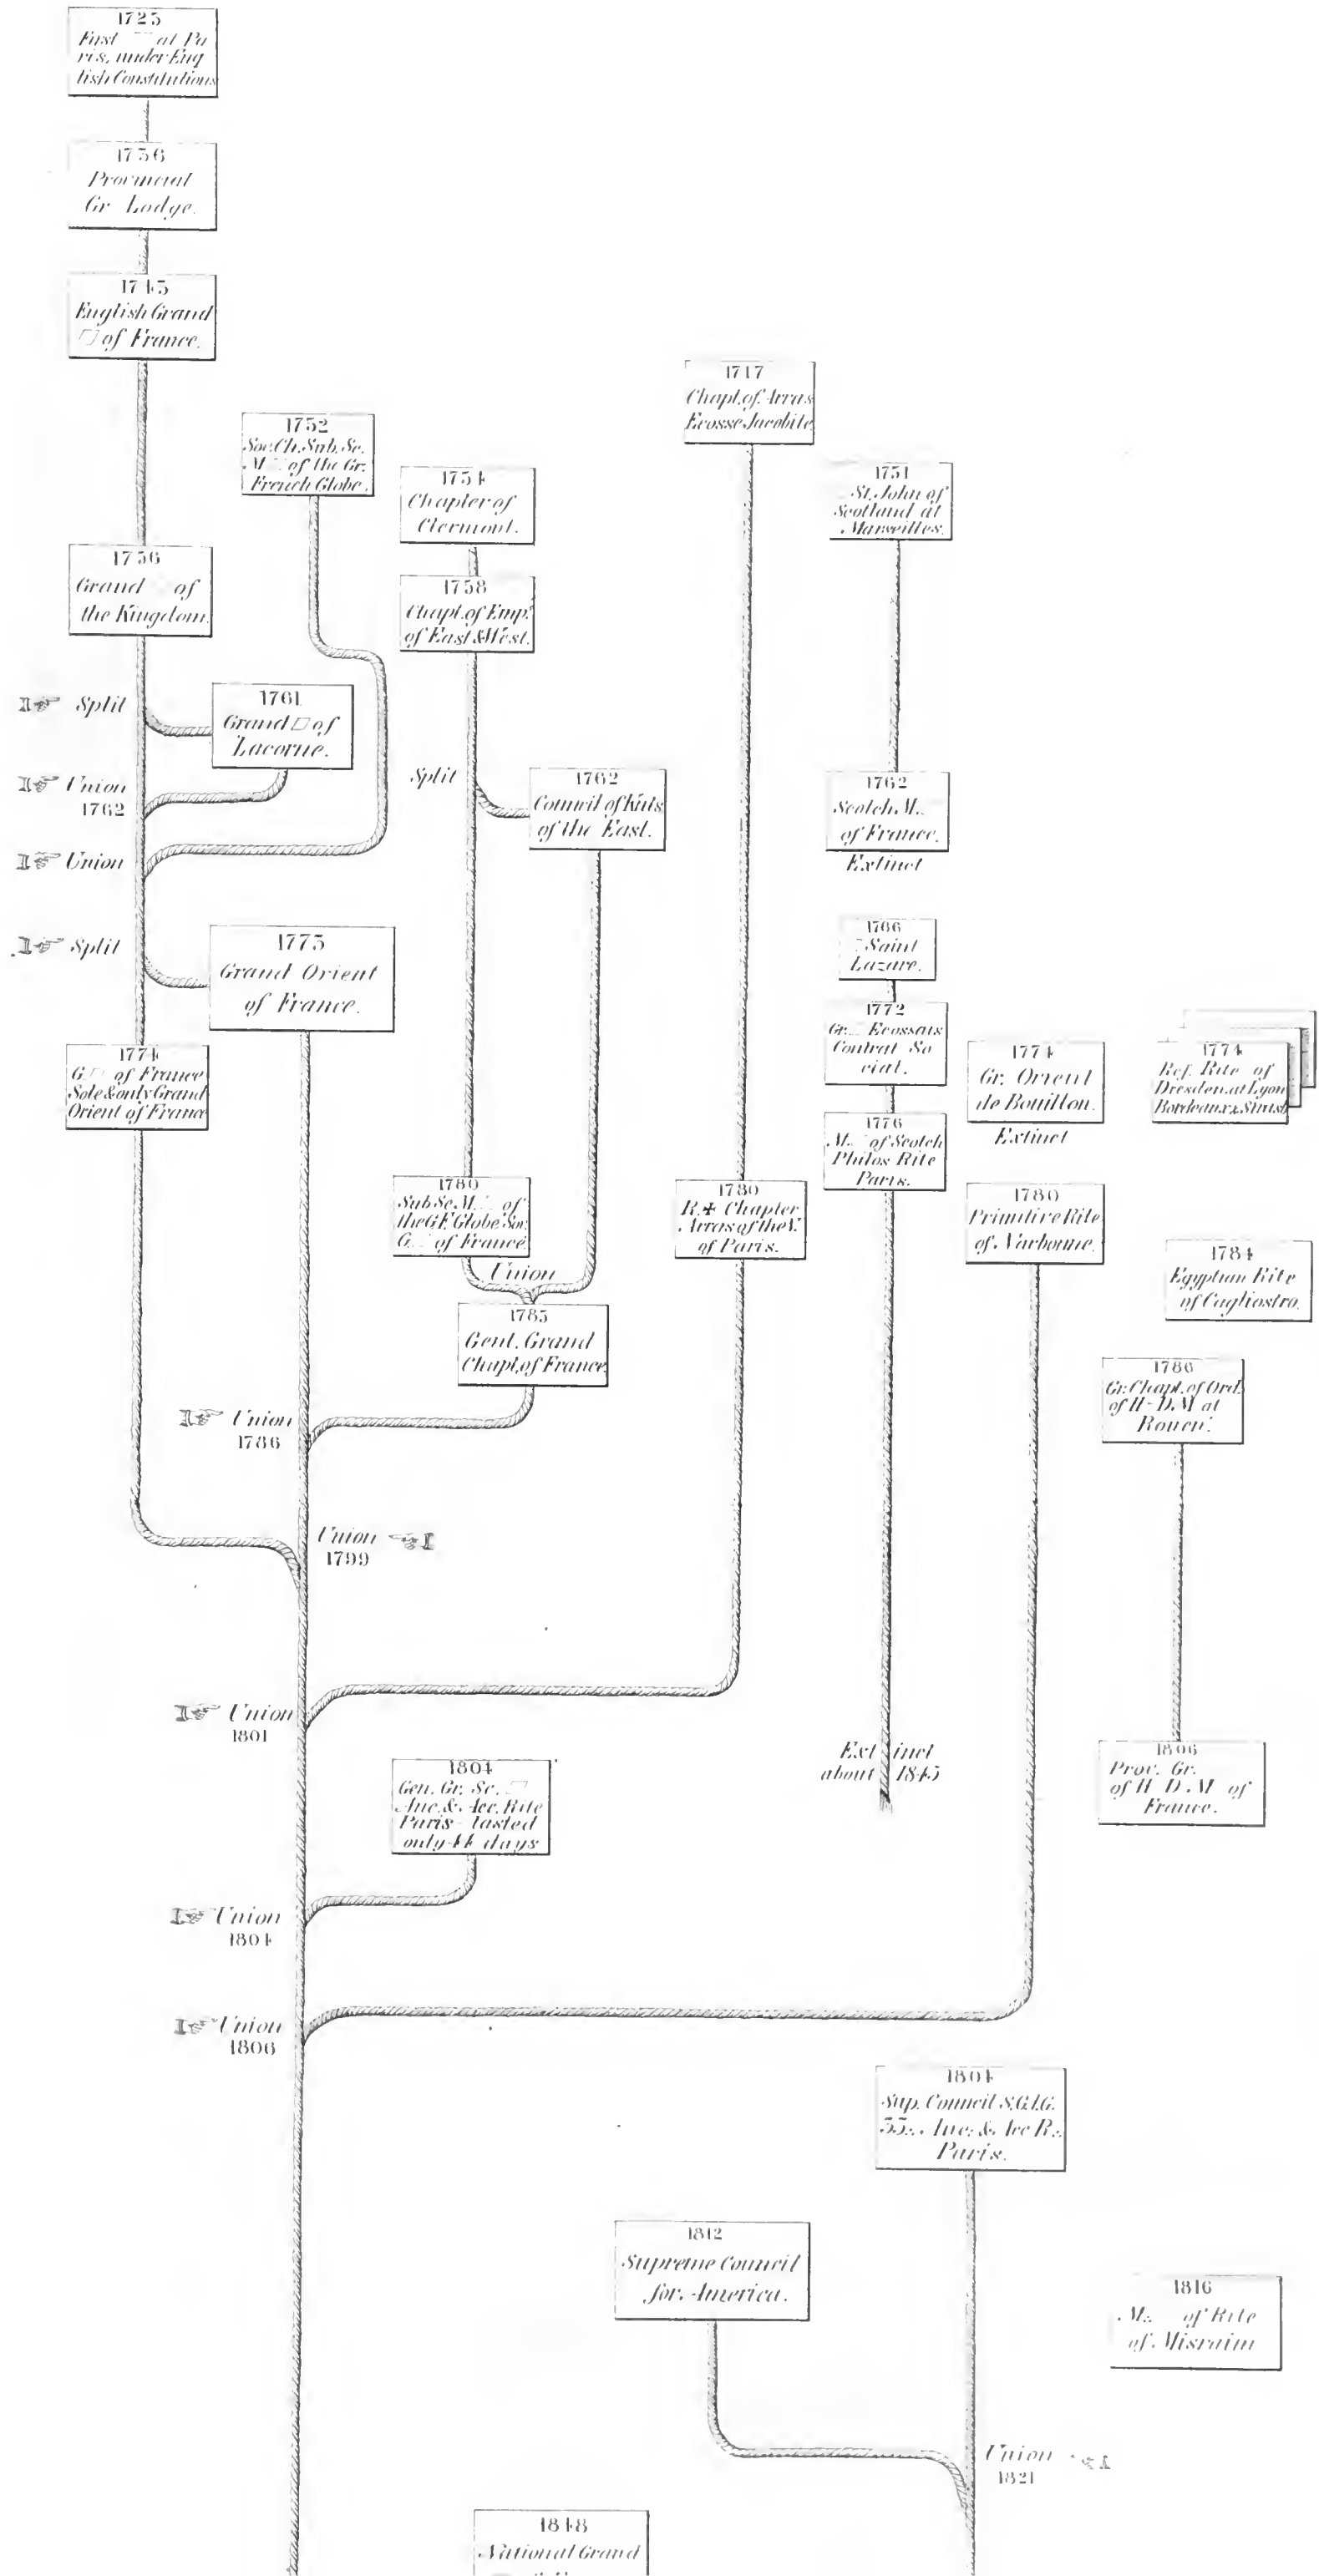 1725
First □ at Pa
ris, under Eng
lish Constitutions
1736
Provincial
Gr. Lodge.
1743
English Grand
□ of France.
1717
Chapt. of Arras
Ecosse Jacobite.
1752
Sov. Ch. Sub. Sc.
M □ of the Gr.
French Globe.
1751
St. John of
Scotland at
Marseilles.
1754
Chapter of
Clermont.
1756
Grand □ of
the Kingdom.
1758
Chapt. of Emp.s
of East & West.
Split
1761
Grand □ of
Lacorne.
Union
1762
Split
1762
Council of Knts.
of the East.
1762
Scotch M. □
of France.
Extinct
Union
Split
1773
Grand Orient
of France.
1766
□ Saint
Lazare.
1772
Gr. □ Ecossais
Contrat So
cial.
1774
G. □ of France
Sole & only Grand
Orient of France
1774
Gr. Orient
de Bouillon.
Extinct
1774
Ref. Rite of
Dresden. at Lyon
Bordeaux & Strasb
1776
M. □ of Scotch
Philos Rite
Paris.
1780
Sub Sc. M. □ of
the G. F. Globe Sov.
G. □ of France
Union
1780
R. ✠ Chapter
Arras of the V.
of Paris.
1780
Primitive Rite
of Narbonne.
1784
Egyptian Rite
of Cagliostro.
1785
Genl. Grand
Chapt. of France
1786
Gr. Chapt. of Ord.
of H-D.M at
Rouen.
Union
1786
Union
1799
Union
1801
Extinct
about 1845
1804
Gen. Gr. Sc. □
Anc. & Acc. Rite
Paris - lasted
only 44 days
1806
Prov. Gr.
of H. D. M of
France.
Union
1804
Union
1806
1804
Sup. Council S.G.I.G.
33. Anc. & Acc R.
Paris.
1812
Supreme Council
for America.
1816
M. □ of Rite
of Misraim
Union
1821
1848
National Grand